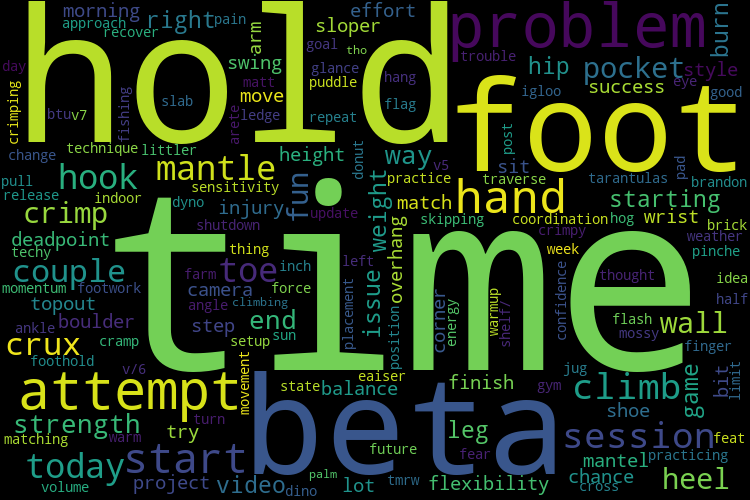 morning
effort
hold
problem
approach
right
pain
sloper
burn
recover
arm
goal
tho
swing
trouble
day
matt
glance
hip
pocket
style
crimping
slab
move
puddle
hang
success
eye
btu
v7
fishing
arete
ledge
repeat
flag
igloo
good
foot
technique
littler
height
donut
way
v5
post
sit
pad
change
hook
mantle
fun
weight
practice
traverse
tarantulas
brandon
pull
release
indoor
sensitivity
dyno
injury
update
match
hand
starting
crimp
skipping
coordination
hog
wrist
brick
deadpoint
shutdown
overhang
crimpy
weather
techy
thing
week
pinche
couple
toe
inch
left
time
thought
idea
momentum
footwork
farm
camera
force
issue
corner
energy
warmup
shelf/
confidence
half
topout
angle
climbing
placement
position
ankle
boulder
step
end
flash
wall
crux
cramp
setup
sun
mossy
finger
foothold
v/6
movement
easier
jug
attempt
state
balance
finish
gym
climb
game
bit
limit
strength
turn
beta
shoe
matching
warm
try
leg
session
feat
today
start
future
fear
mantel
practicing
volume
project
video
dino
palm
lot
tmrw
flexibility
chance
cross
heel